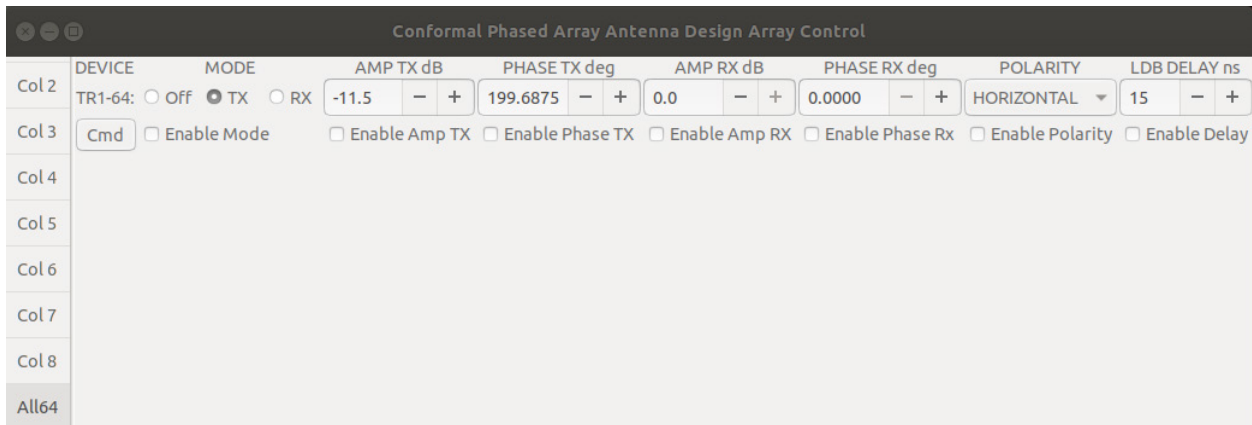 Conformal Phased Array Antenna Design Array Control
DEVICE MODE AMP TX dB PHASE TX deg AMP RX dB PHASE RX deg POLARITY LDB DELAY ns
Col 2
TR1-64: Off TX RX -11.5 − + 199.6875 − + 0.0 − + 0.0000 − + HORIZONTAL 15 − +
Col 3
Cmd Enable Mode Enable Amp TX Enable Phase TX Enable Amp RX Enable Phase Rx Enable Polarity Enable Delay
Col 4
Col 5
Col 6
Col 7
Col 8
All64